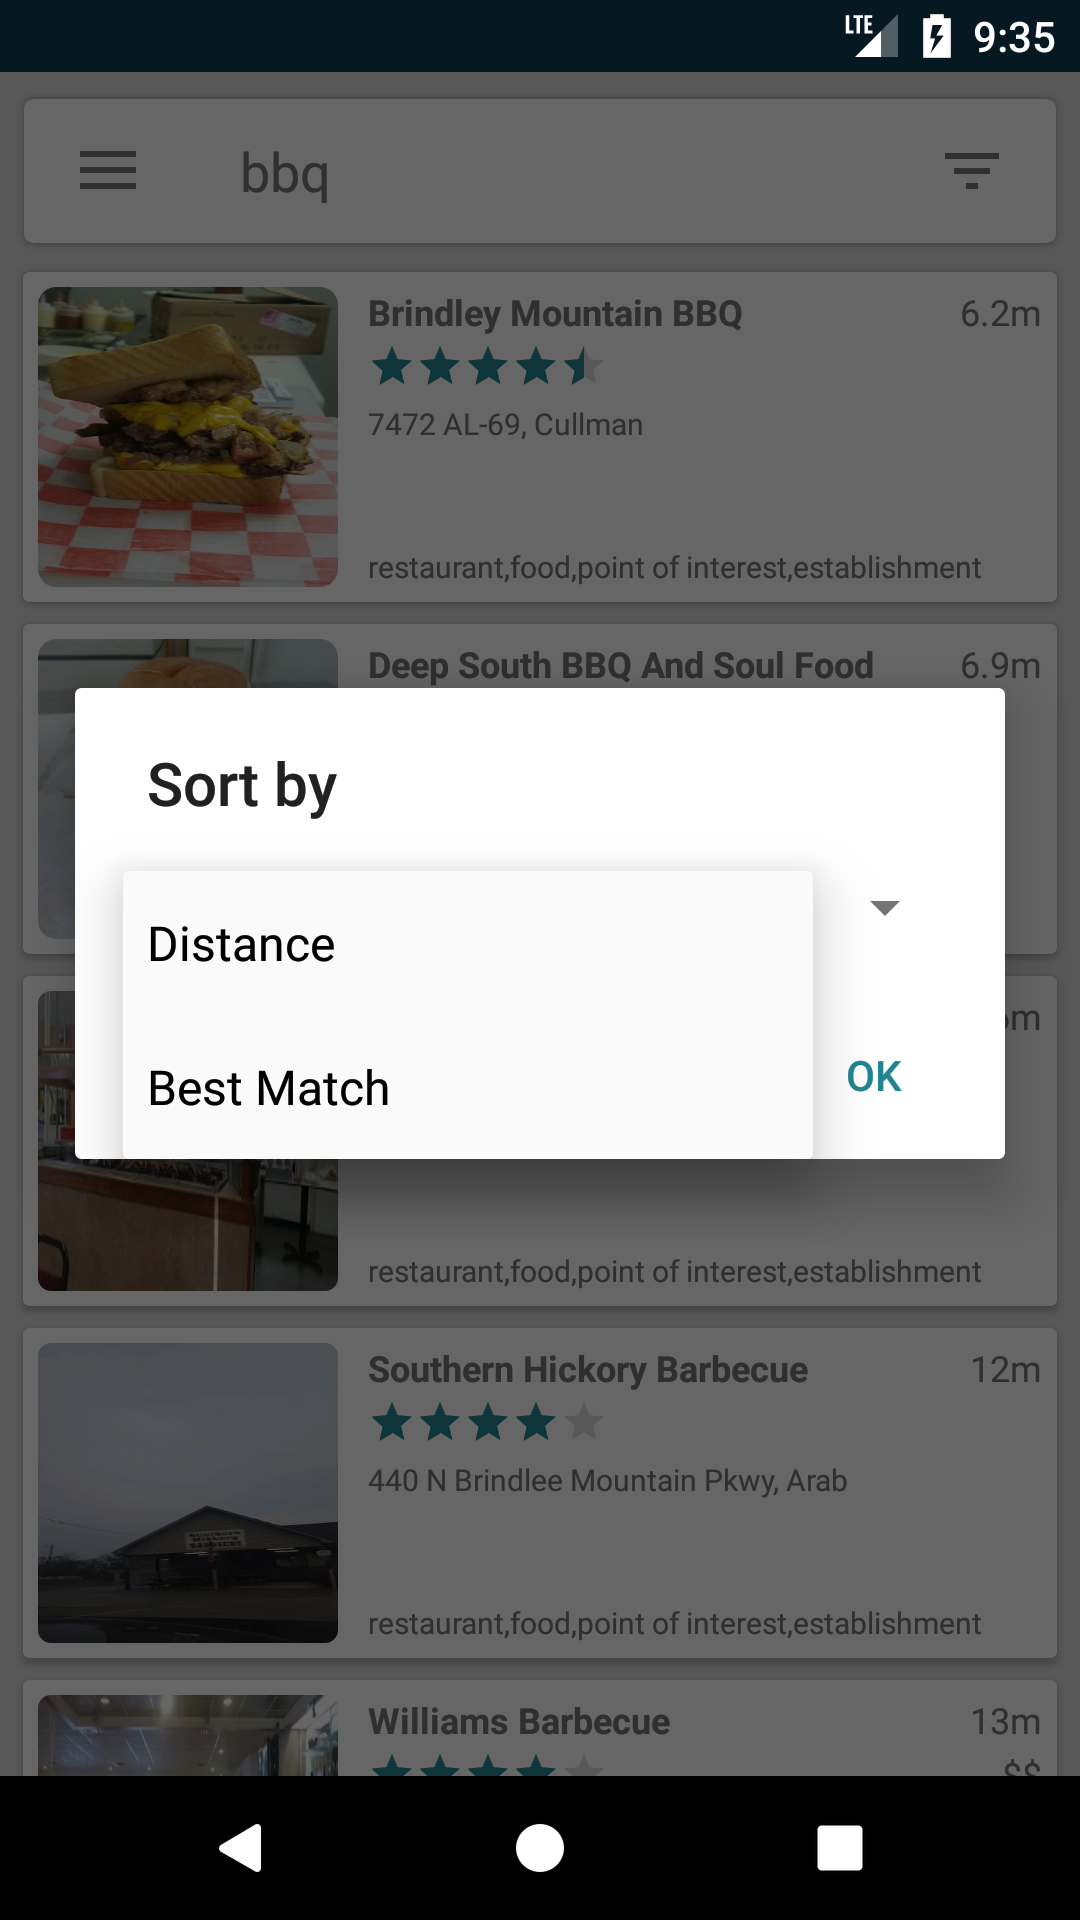 LTE 9:35
bbq
Brindley Mountain BBQ 6.2m
7472 AL-69, Cullman
restaurant,food,point of interest,establishment
Deep South BBQ And Soul Food 6.9m
Sort by
Distance
Best Match
OK
restaurant,food,point of interest,establishment
Southern Hickory Barbecue 12m
440 N Brindlee Mountain Pkwy, Arab
restaurant,food,point of interest,establishment
Williams Barbecue 13m
$$